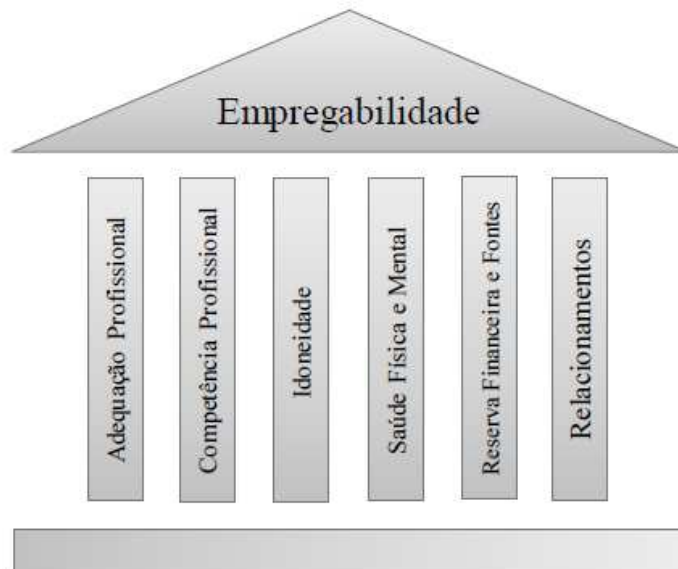 Empregabilidade
Adequação Profissional
Competência Profissional
Idoneidade
Saúde Física e Mental
Reserva Financeira e Fontes
Relacionamentos